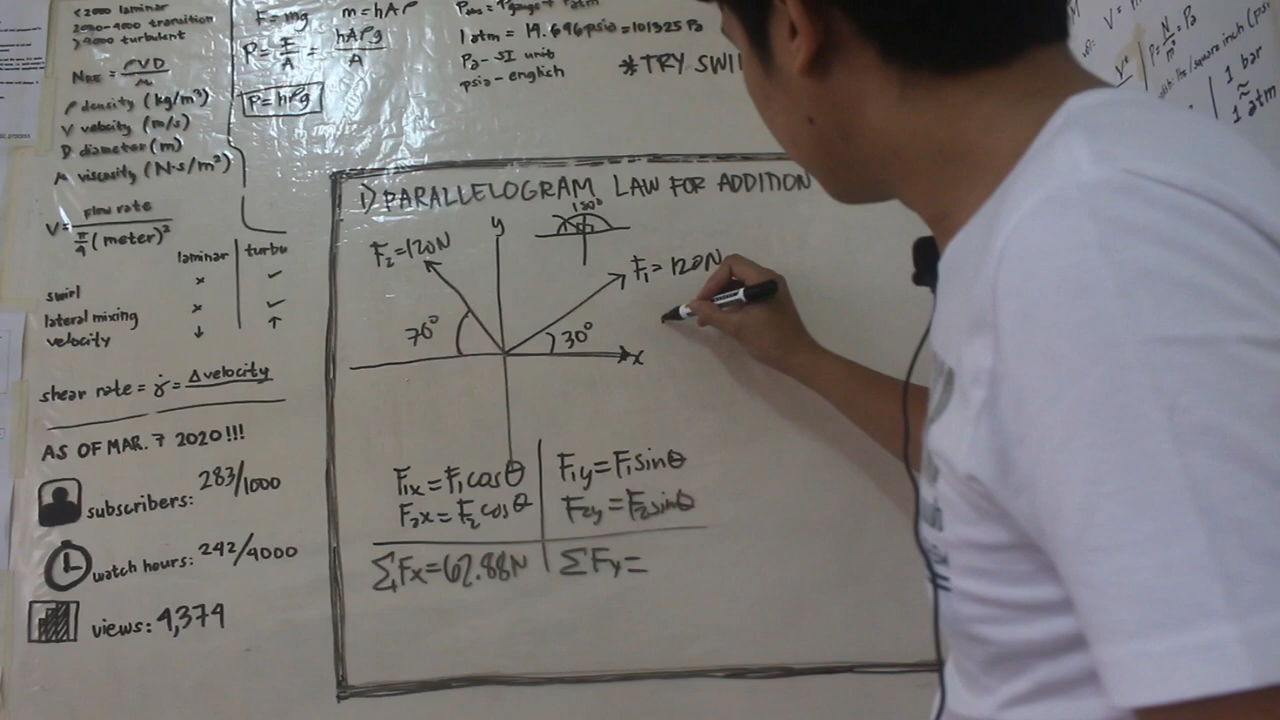 <2000 laminar
2000-4000 transition
>4000 turbulent
NRE = ρVD/μ
ρ density (kg/m³)
V velocity (m/s)
D diameter (m)
μ viscosity (N·s/m²)
V = Flow rate / π/4 (meter)²
laminar turbu
swirl × ✓
lateral mixing × ✓
velocity ↓ ↑
shear rate = γ̇ = Δvelocity
AS OF MAR. 7 2020!!!
subscribers: 283/1000
watch hours: 242/4000
views: 4,374
F = mg
m = hAρ
P = F/A = hAρg/A
P = hρg
1 atm = 14.696psia = 101325 Pa
Pa - SI unit
psia - english
*TRY SWI
P = N/m² = Pa
1 bar
≈
1 atm
1) PARALLELOGRAM LAW FOR ADDITION
y
180°
F₂=120N
F₁=120N
70°
30°
x
F₁x=F₁cosθ
F₂x=F₂cosθ
F₁y=F₁sinθ
F₂y=F₂sinθ
ΣFx=62.88N
ΣFy=